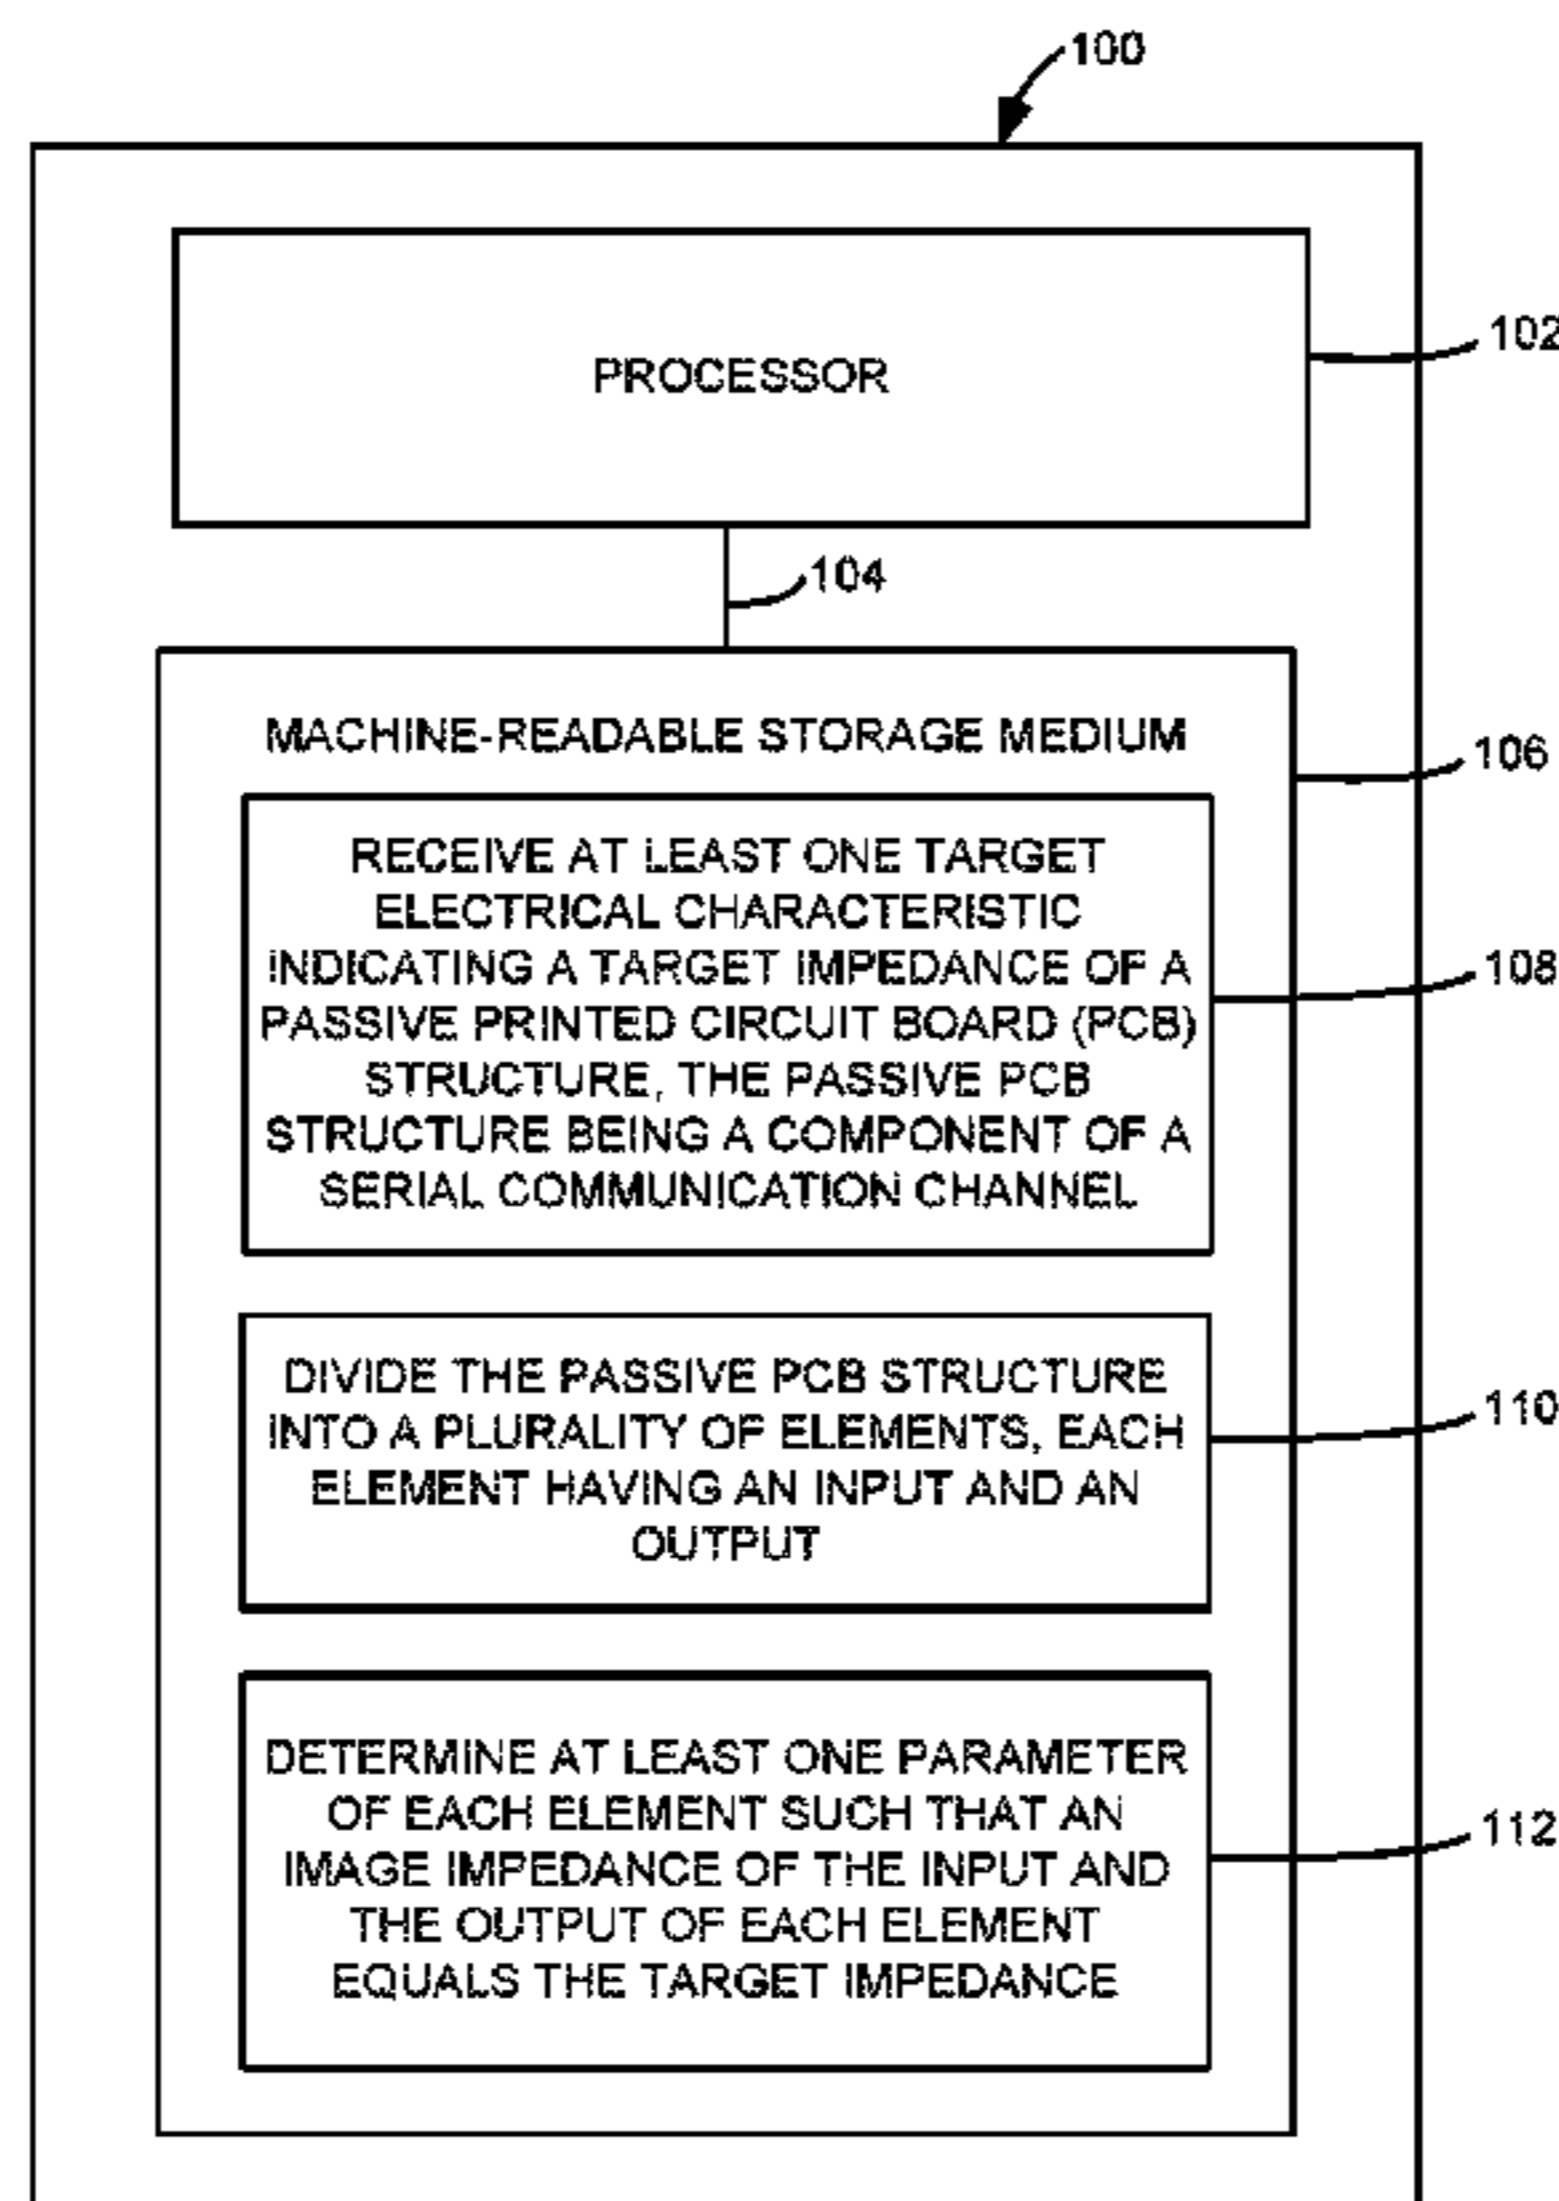 100
PROCESSOR
102
104
MACHINE-READABLE STORAGE MEDIUM
106
RECEIVE AT LEAST ONE TARGET
ELECTRICAL CHARACTERISTIC
INDICATING A TARGET IMPEDANCE OF A
PASSIVE PRINTED CIRCUIT BOARD (PCB)
STRUCTURE, THE PASSIVE PCB
STRUCTURE BEING A COMPONENT OF A
SERIAL COMMUNICATION CHANNEL
108
DIVIDE THE PASSIVE PCB STRUCTURE
INTO A PLURALITY OF ELEMENTS, EACH
ELEMENT HAVING AN INPUT AND AN
OUTPUT
110
DETERMINE AT LEAST ONE PARAMETER
OF EACH ELEMENT SUCH THAT AN
IMAGE IMPEDANCE OF THE INPUT AND
THE OUTPUT OF EACH ELEMENT
EQUALS THE TARGET IMPEDANCE
112